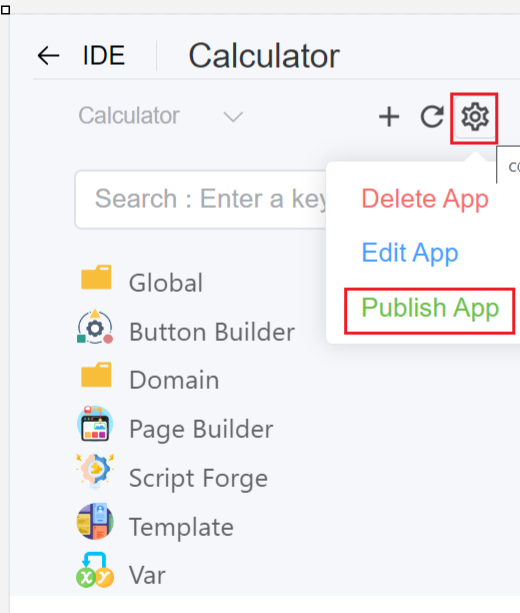 IDE Calculator
Calculator
co
Search : Enter a key
Delete App
Edit App
Publish App
Global
Button Builder
Domain
Page Builder
Script Forge
Template
Var